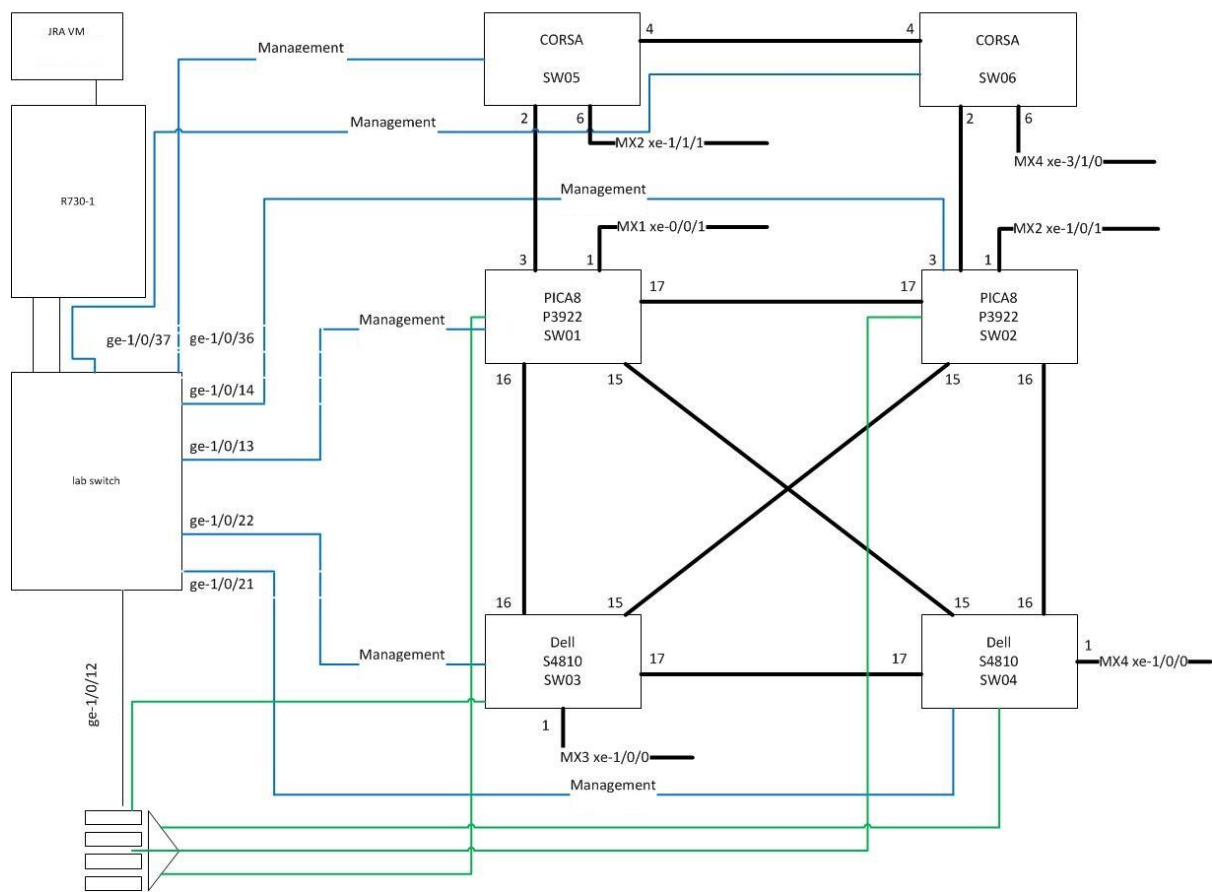 JRA VM
CORSA
SW05
4
4
CORSA
SW06
Management
Management
2
6
MX2 xe-1/1/1
2
6
MX4 xe-3/1/0
R730-1
Management
MX1 xe-0/0/1
MX2 xe-1/0/1
3
1
3
1
PICA8
P3922
SW01
17
17
PICA8
P3922
SW02
Management
ge-1/0/37
ge-1/0/36
ge-1/0/14
16
15
15
16
ge-1/0/13
lab switch
ge-1/0/22
ge-1/0/21
16
15
15
16
Dell
S4810
SW03
17
17
Dell
S4810
SW04
1
MX4 xe-1/0/0
Management
ge-1/0/12
1
MX3 xe-1/0/0
Management